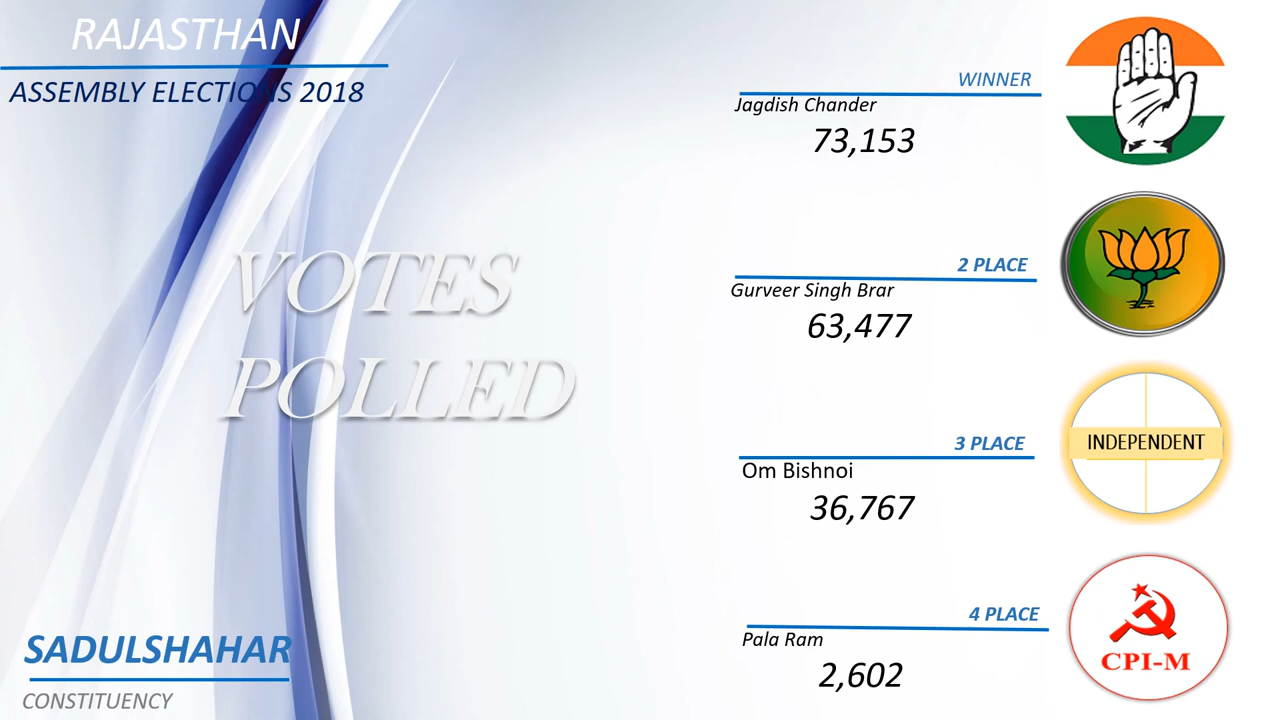 RAJASTHAN
ASSEMBLY ELECTIONS 2018
VOTES
POLLED
SADULSHAHAR
CONSTITUENCY
WINNER
Jagdish Chander
73,153
2 PLACE
Gurveer Singh Brar
63,477
3 PLACE
Om Bishnoi
36,767
INDEPENDENT
4 PLACE
Pala Ram
2,602
CPI-M